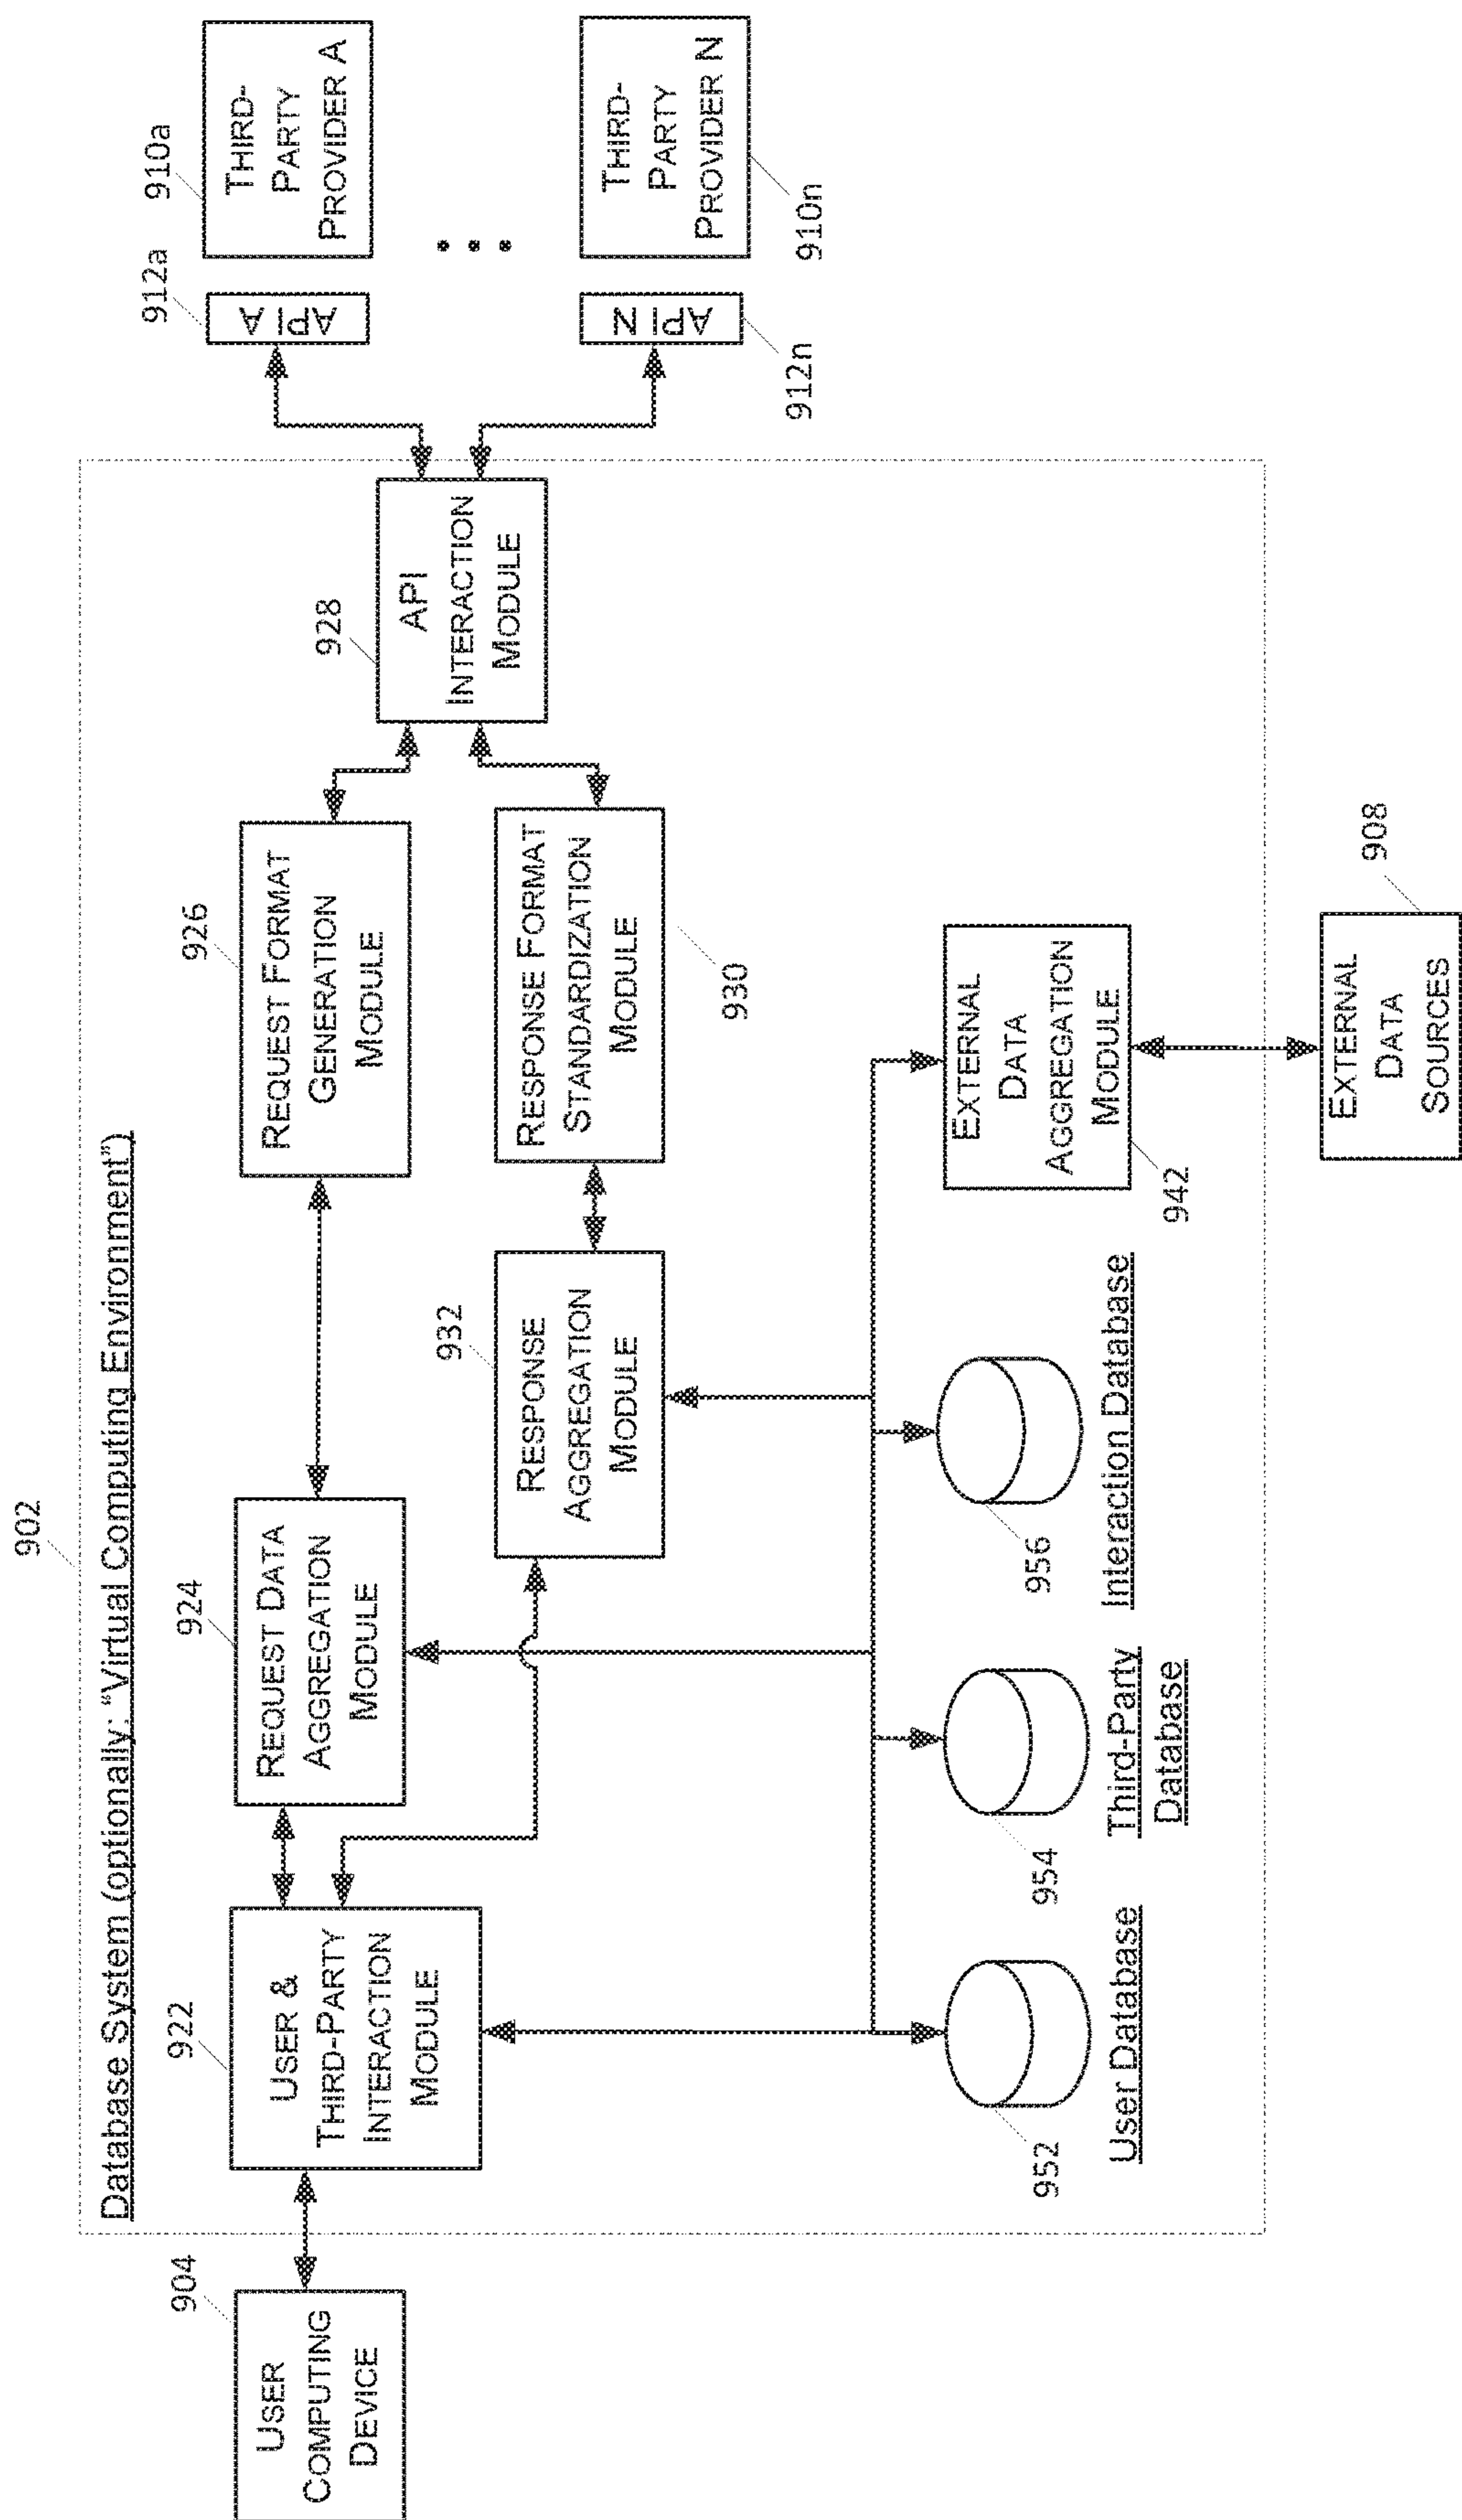 902
Database System (optionally: “Virtual Computing Environment”)
904
USER
COMPUTING
DEVICE
922
USER &
THIRD-PARTY
INTERACTION
MODULE
924
REQUEST DATA
AGGREGATION
MODULE
926
REQUEST FORMAT
GENERATION
MODULE
928
API
INTERACTION
MODULE
912a
API A
910a
THIRD-
PARTY
PROVIDER A
912n
API N
910n
THIRD-
PARTY
PROVIDER N
932
RESPONSE
AGGREGATION
MODULE
RESPONSE FORMAT
STANDARDIZATION
MODULE
930
952
User Database
954
Third-Party
Database
956
Interaction Database
EXTERNAL
DATA
AGGREGATION
MODULE
942
908
EXTERNAL
DATA
SOURCES